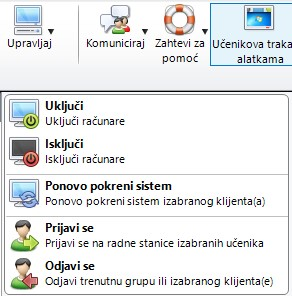 Upravljaj
Komuniciraj
Zahtevi za
pomoć
Učenikova traka
alatkama
Uključi
Uključi računare
Isključi
Isključi računare
Ponovo pokreni sistem
Ponovo pokreni sistem izabranog klijenta(a)
Prijavi se
Prijavi se na radne stanice izabranih učenika
Odjavi se
Odjavi trenutnu grupu ili izabranog klijenta(e)